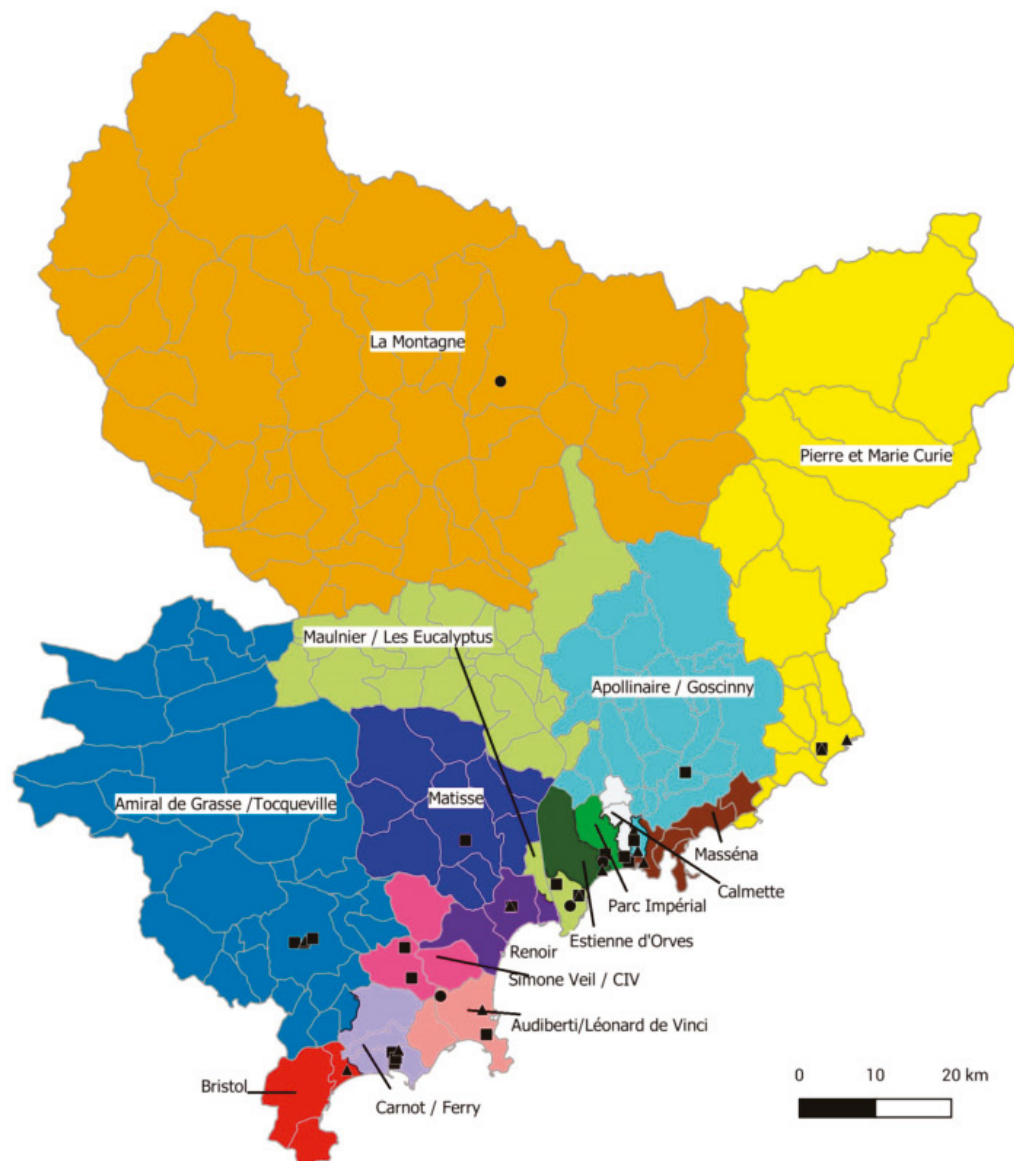 La Montagne
Pierre et Marie Curie
Maulnier / Les Eucalyptus
Apollinaire / Goscinny
Amiral de Grasse /Tocqueville
Matisse
Masséna
Calmette
Parc Impérial
Estienne d'Orves
Renoir
Simone Veil / CIV
Audiberti/Léonard de Vinci
Bristol
Carnot / Ferry
0 10 20 km